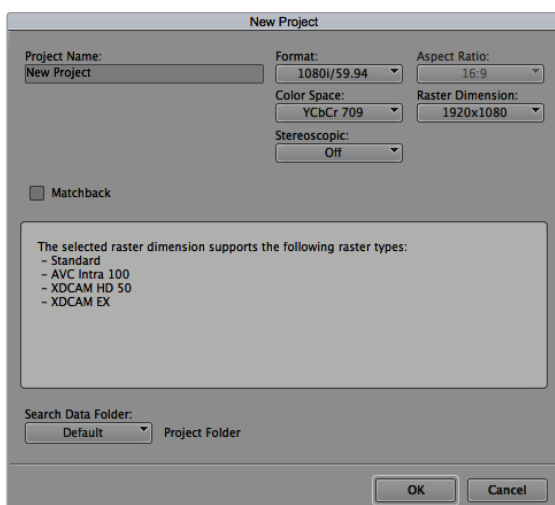 New Project
Project Name:
New Project
Format:
1080i/59.94
Aspect Ratio:
16:9
Color Space:
YCbCr 709
Raster Dimension:
1920x1080
Stereoscopic:
Off
Matchback
The selected raster dimension supports the following raster types:
– Standard
– AVC Intra 100
– XDCAM HD 50
– XDCAM EX
Search Data Folder:
Default
Project Folder
OK
Cancel